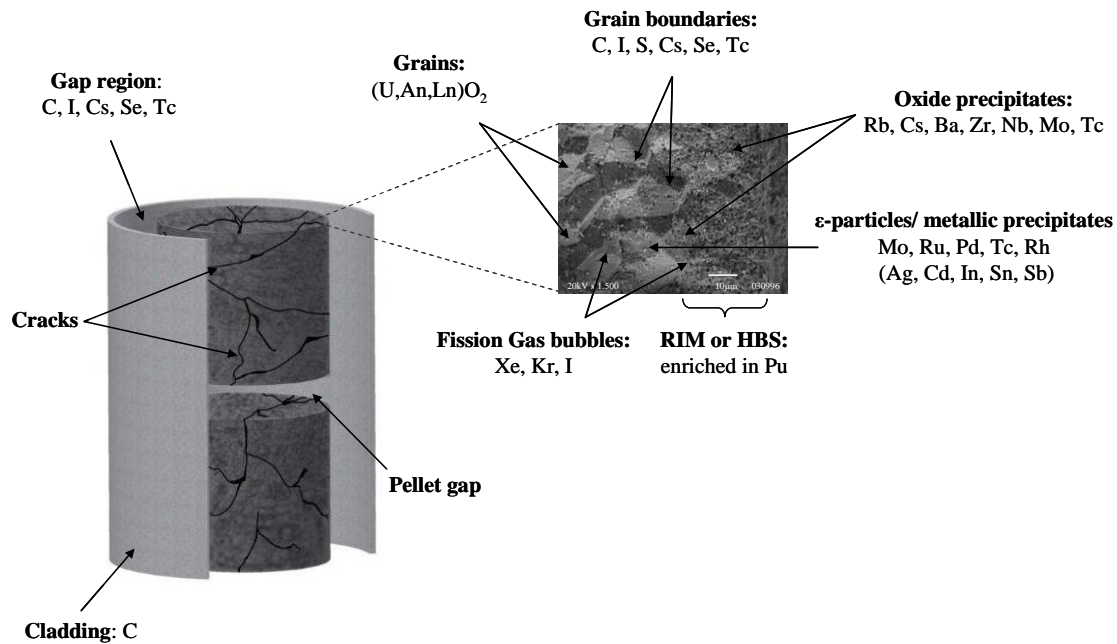 Grain boundaries:
C, I, S, Cs, Se, Tc
Grains:
(U,An,Ln)O₂
Gap region:
C, I, Cs, Se, Tc
Oxide precipitates:
Rb, Cs, Ba, Zr, Nb, Mo, Tc
ε-particles/ metallic precipitates
Mo, Ru, Pd, Tc, Rh
(Ag, Cd, In, Sn, Sb)
20kV x 1.500 10µm 030996
Cracks
Fission Gas bubbles:
Xe, Kr, I
RIM or HBS:
enriched in Pu
Pellet gap
Cladding: C